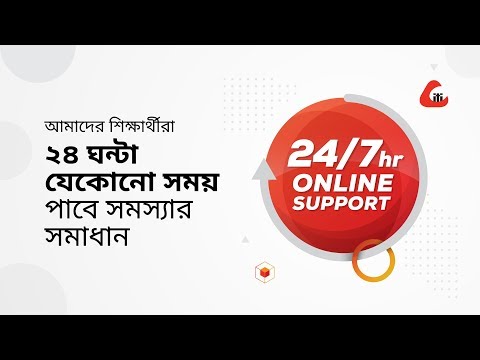 আমাদের শিক্ষার্থীরা
২৪ ঘন্টা
যেকোনো সময়
পাবে সমস্যার
সমাধান
24/7hr
ONLINE
SUPPORT